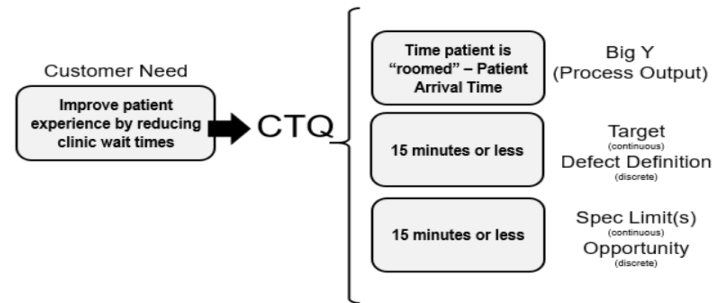 Customer Need
Improve patient
experience by reducing
clinic wait times
CTQ
Time patient is
“roomed” – Patient
Arrival Time
Big Y
(Process Output)
15 minutes or less
Target
(continuous)
Defect Definition
(discrete)
15 minutes or less
Spec Limit(s)
(continuous)
Opportunity
(discrete)